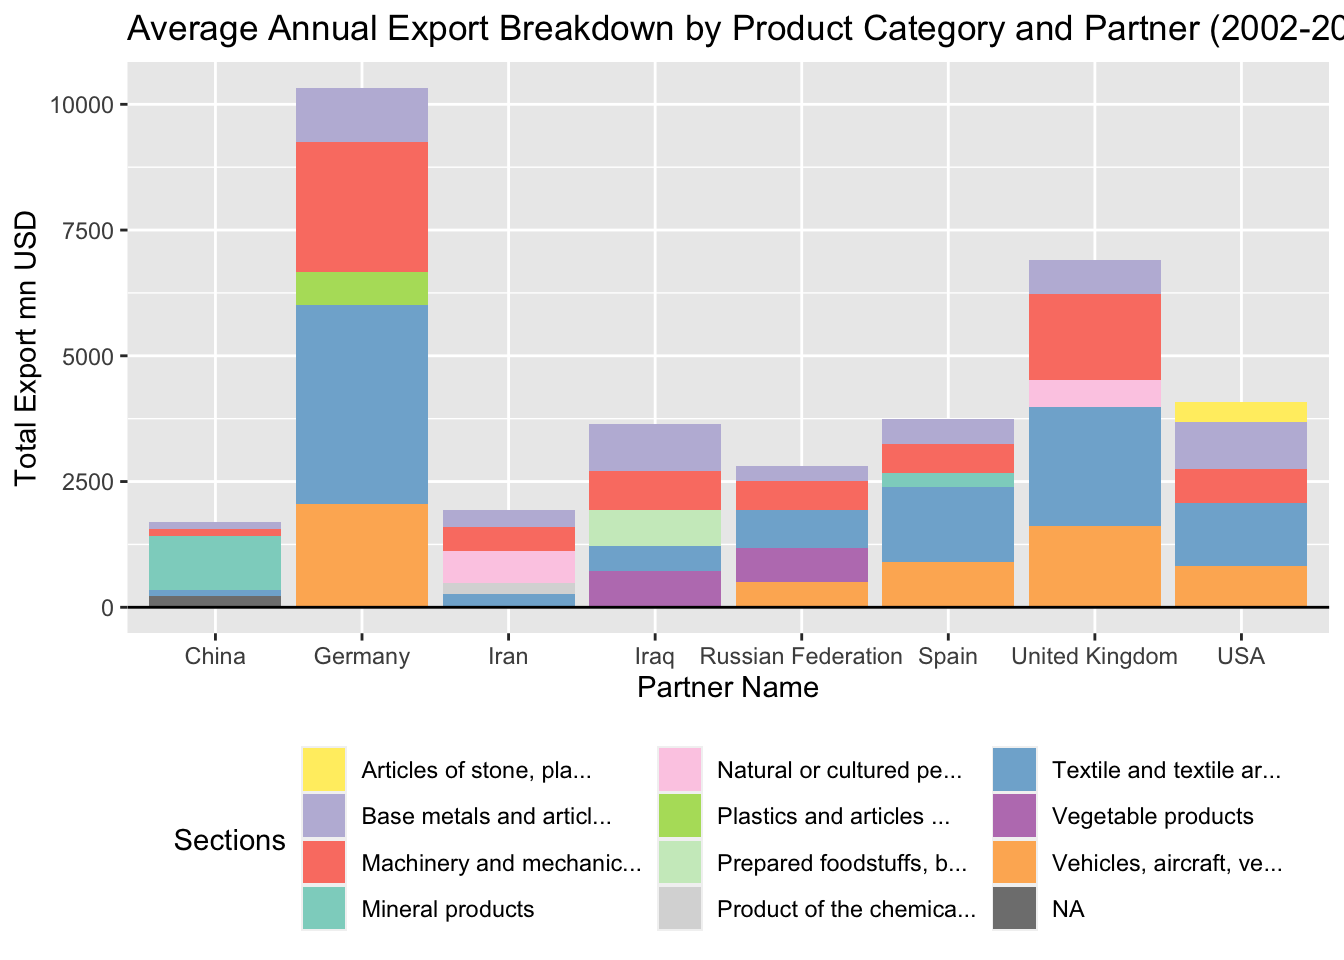 Average Annual Export Breakdown by Product Category and Partner (2002-20
Total Export mn USD
10000
7500
5000
2500
0
China Germany Iran Iraq Russian Federation Spain United Kingdom USA
Partner Name
Sections
Articles of stone, pla...
Base metals and articl...
Machinery and mechanic...
Mineral products
Natural or cultured pe...
Plastics and articles ...
Prepared foodstuffs, b...
Product of the chemica...
Textile and textile ar...
Vegetable products
Vehicles, aircraft, ve...
NA